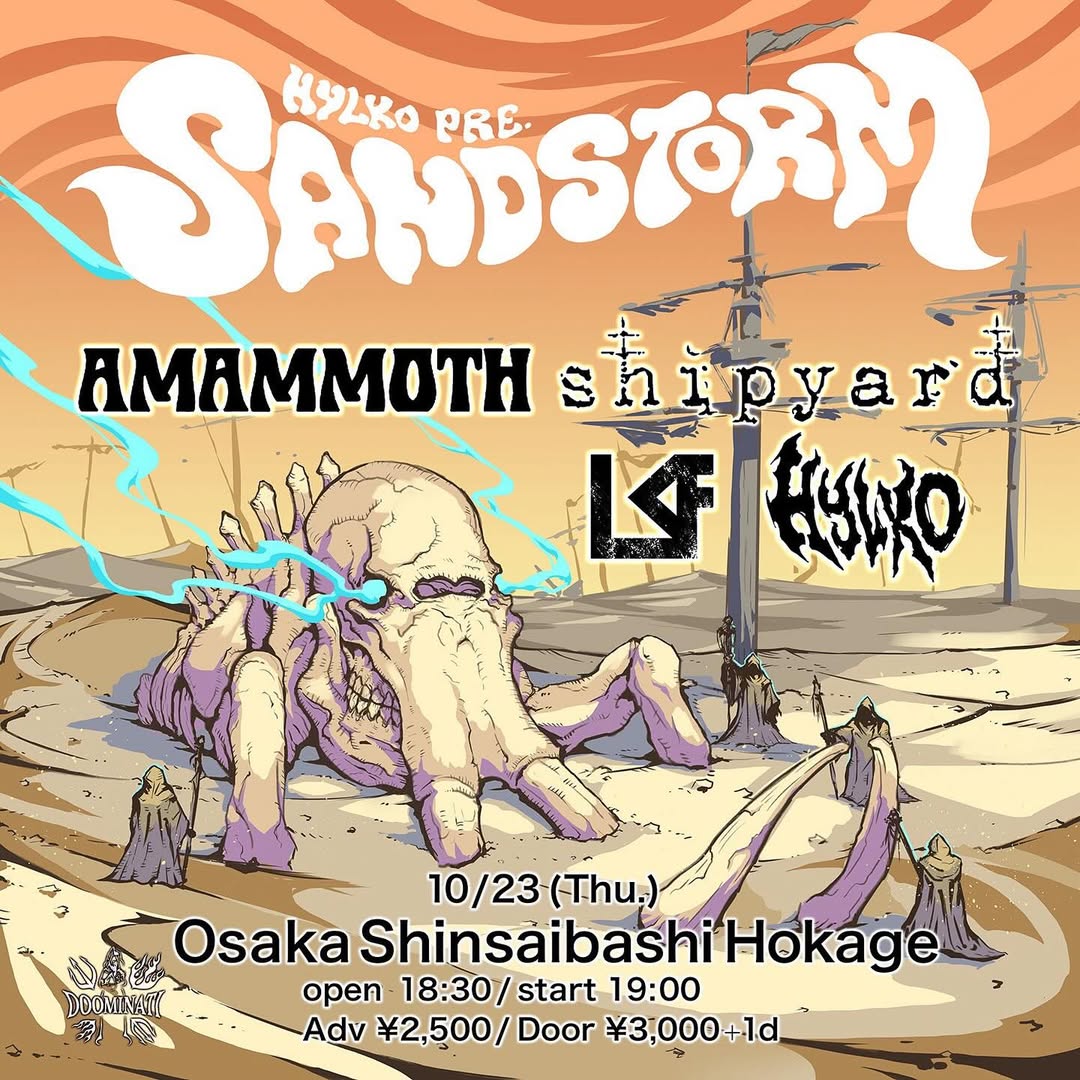 HYLKO PRE.
SANDSTORM
AMAMMOTH shipyard
LSF HYLKO
10/23 (Thu.)
Osaka Shinsaibashi Hokage
open 18:30 / start 19:00
Adv ¥2,500 / Door ¥3,000+1d
DOOMINATI